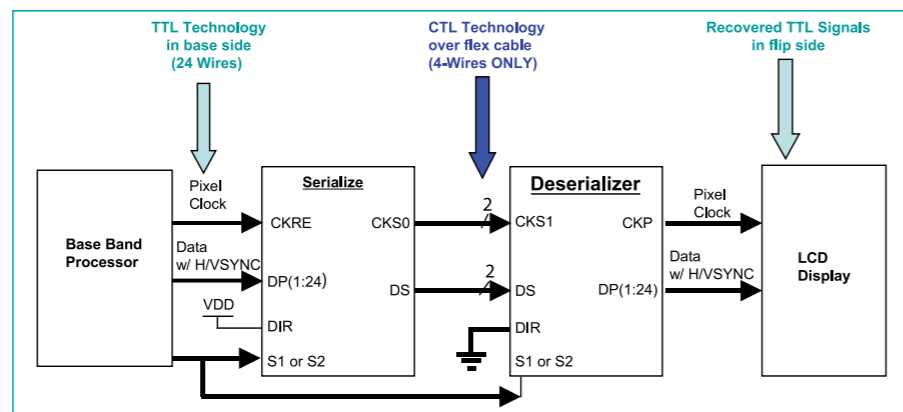 TTL Technology
in base side
(24 Wires)
CTL Technology
over flex cable
(4-Wires ONLY)
Recovered TTL Signals
in flip side
Base Band
Processor
Pixel
Clock
Data
w/ H/VSYNC
VDD
Serialize
CKRE
CKS0
DP(1:24)
DS
DIR
S1 or S2
2
2
Deserializer
CKS1
CKP
DS
DP(1:24)
DIR
S1 or S2
Pixel
Clock
Data
w/ H/VSYNC
LCD
Display